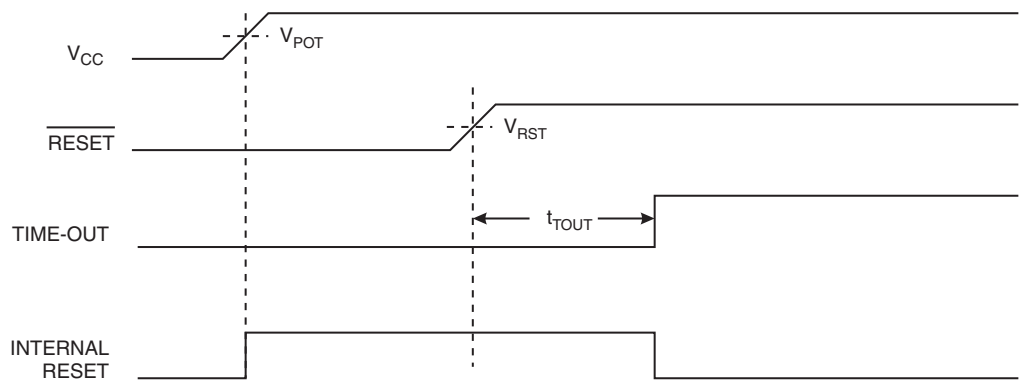 V_CC
V_POT
RESET
V_RST
t_TOUT
TIME-OUT
INTERNAL
RESET